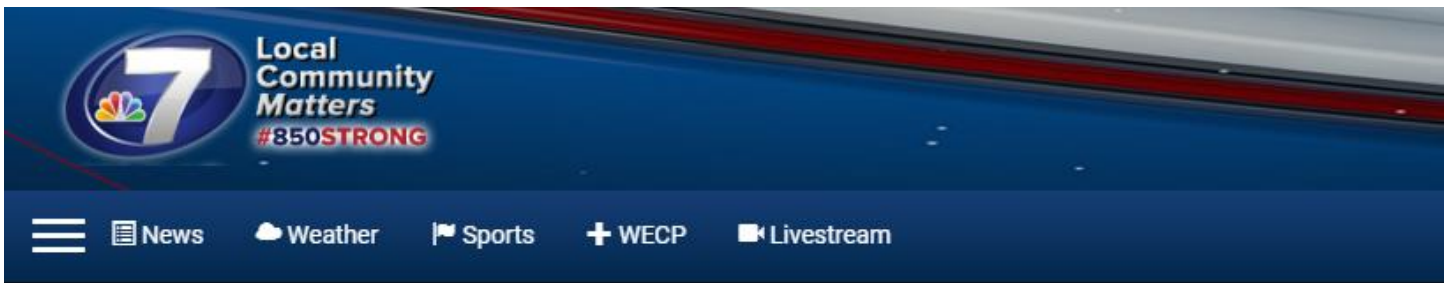 7
Local
Community
Matters
#850STRONG
News Weather Sports WECP Livestream